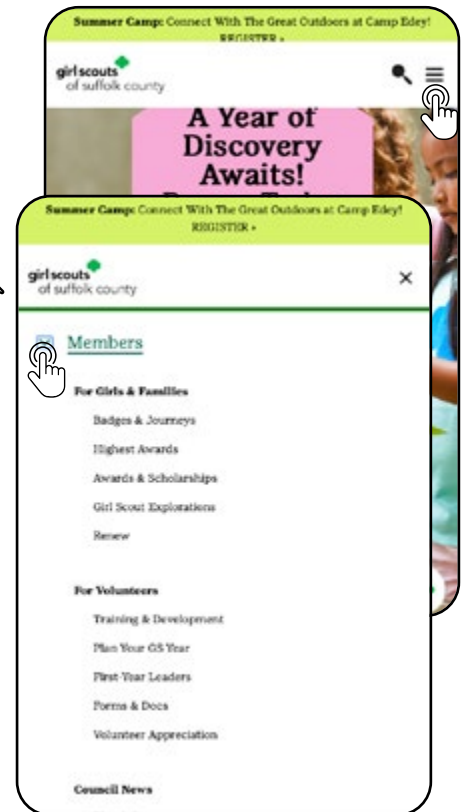 Summer Camp: Connect With The Great Outdoors at Camp Edey!
REGISTER »
girl scouts
of suffolk county
A Year of
Discovery
Awaits!
Summer Camp: Connect With The Great Outdoors at Camp Edey!
REGISTER »
girl scouts
of suffolk county
Members
For Girls & Families
Badges & Journeys
Highest Awards
Awards & Scholarships
Girl Scout Explorations
Renew
For Volunteers
Training & Development
Plan Your GS Year
First-Year Leaders
Forms & Docs
Volunteer Appreciation
Council News